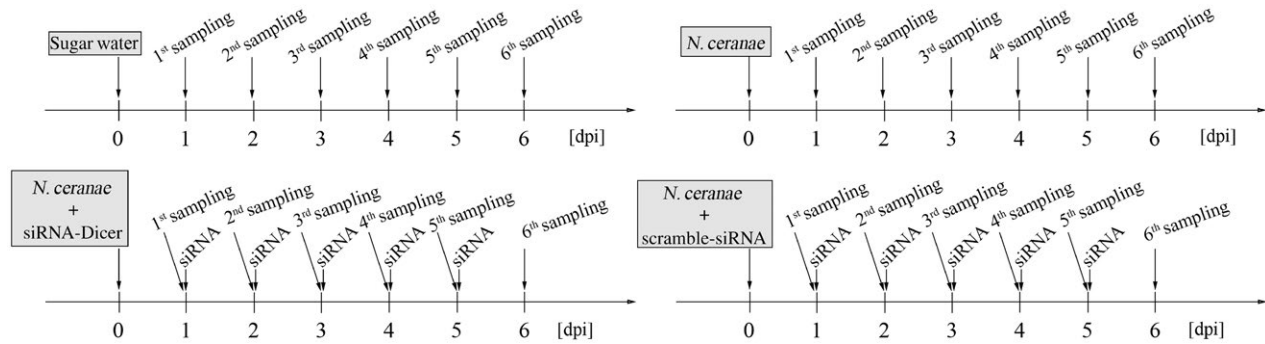 Sugar water
1st sampling
2nd sampling
3rd sampling
4th sampling
5th sampling
6th sampling
0 1 2 3 4 5 6 [dpi]
N. ceranae
1st sampling
2nd sampling
3rd sampling
4th sampling
5th sampling
6th sampling
0 1 2 3 4 5 6 [dpi]
N. ceranae
+
siRNA-Dicer
1st sampling
siRNA
2nd sampling
siRNA
3rd sampling
siRNA
4th sampling
siRNA
5th sampling
siRNA
6th sampling
0 1 2 3 4 5 6 [dpi]
N. ceranae
+
scramble-siRNA
1st sampling
siRNA
2nd sampling
siRNA
3rd sampling
siRNA
4th sampling
siRNA
5th sampling
siRNA
6th sampling
0 1 2 3 4 5 6 [dpi]